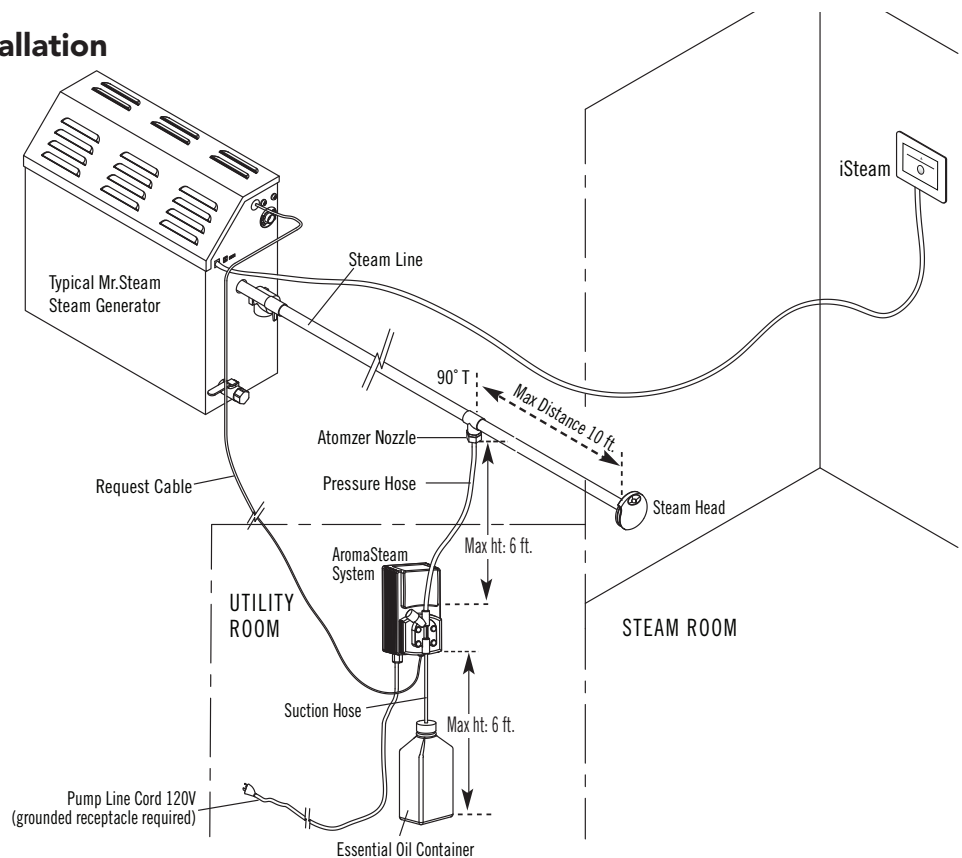 allation
iSteam
Steam Line
Typical Mr.Steam
Steam Generator
90° T
Max Distance 10 ft.
Atomzer Nozzle
Pressure Hose
Request Cable
Steam Head
Max ht: 6 ft.
AromaSteam
System
UTILITY
ROOM
STEAM ROOM
Suction Hose
Max ht: 6 ft.
Pump Line Cord 120V
(grounded receptacle required)
Essential Oil Container